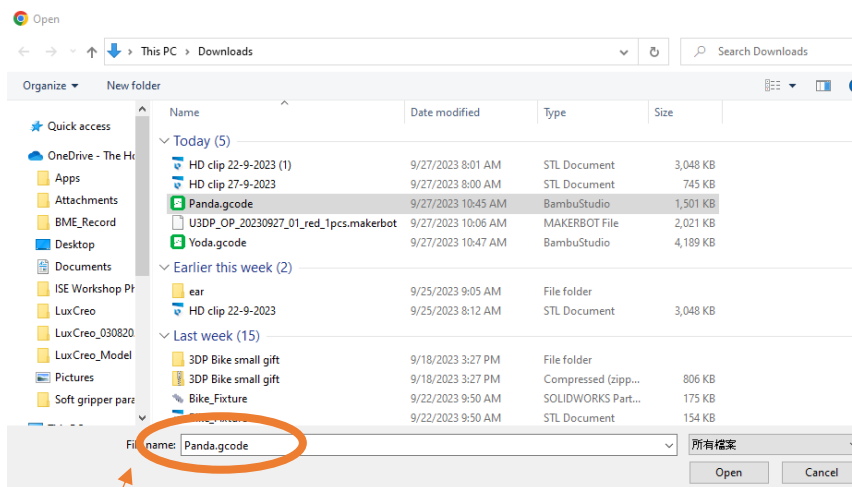 Open
This PC > Downloads
Search Downloads
Organize
New folder
Name Date modified Type Size
Quick access
OneDrive - The Ho
Apps
Attachments
BME_Record
Desktop
Documents
ISE Workshop Ph
LuxCreo
LuxCreo_030820
LuxCreo_Model
Pictures
Soft gripper para
Today (5)
HD clip 22-9-2023 (1) 9/27/2023 8:01 AM STL Document 3,048 KB
HD clip 27-9-2023 9/27/2023 8:00 AM STL Document 745 KB
Panda.gcode 9/27/2023 10:45 AM BambuStudio 1,501 KB
U3DP_OP_20230927_01_red_1pcs.makerbot 9/27/2023 10:06 AM MAKERBOT File 2,021 KB
Yoda.gcode 9/27/2023 10:47 AM BambuStudio 4,189 KB
Earlier this week (2)
ear 9/25/2023 9:05 AM File folder
HD clip 22-9-2023 9/25/2023 8:12 AM STL Document 3,048 KB
Last week (15)
3DP Bike small gift 9/18/2023 3:27 PM File folder
3DP Bike small gift 9/18/2023 3:27 PM Compressed (zipp... 806 KB
Bike_Fixture 9/22/2023 9:50 AM SOLIDWORKS Part... 175 KB
Bike_Fixture 9/22/2023 9:50 AM STL Document 154 KB
File name: Panda.gcode 所有檔案
Open Cancel